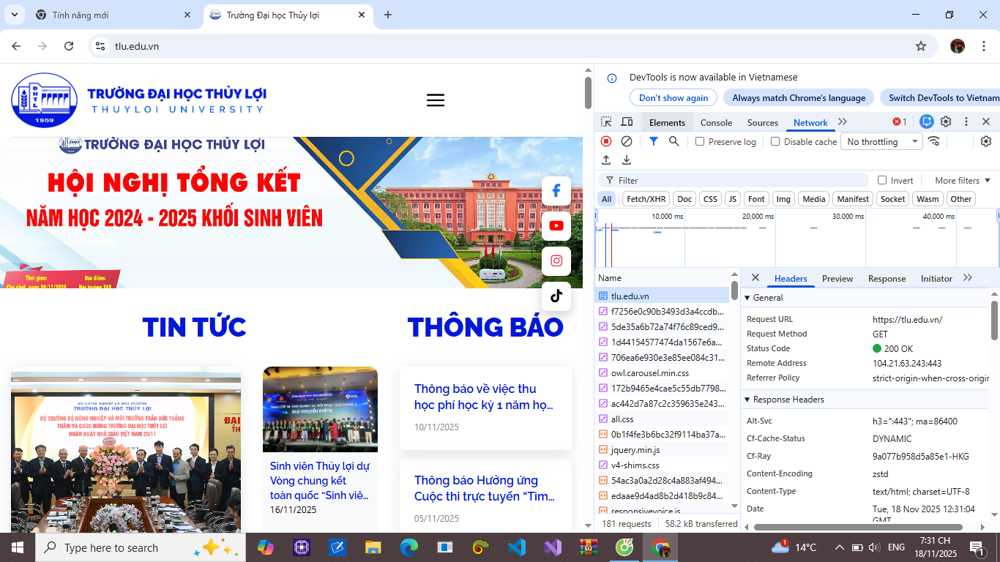 Tính năng mới
Trường Đại học Thủy lợi
tlu.edu.vn
TRƯỜNG ĐẠI HỌC THỦY LỢI
THUYLOI UNIVERSITY
1959
TRƯỜNG ĐẠI HỌC THỦY LỢI
HỘI NGHỊ TỔNG KẾT
NĂM HỌC 2024 - 2025 KHỐI SINH VIÊN
Thời gian:
Địa điểm:
TIN TỨC
THÔNG BÁO
BỘ NÔNG NGHIỆP VÀ MÔI TRƯỜNG
TRƯỜNG ĐẠI HỌC THỦY LỢI
BỘ TRƯỞNG BỘ NÔNG NGHIỆP VÀ MÔI TRƯỜNG TRẦN ĐỨC THẮNG
THĂM VÀ CHÚC MỪNG TRƯỜNG ĐẠI HỌC THỦY LỢI
NHÂN NGÀY NHÀ GIÁO VIỆT NAM 20/11
GIẢI KHUYẾN KHÍCH
Sinh viên Thủy lợi dự
Vòng chung kết
toàn quốc “Sinh viê...
16/11/2025
Thông báo về việc thu
học phí học kỳ 1 năm họ...
10/11/2025
Thông báo Hưởng ứng
Cuộc thi trực tuyến “Tìm...
05/11/2025
DevTools is now available in Vietnamese
Don't show again
Always match Chrome's language
Switch DevTools to Vietnam
Elements
Console
Sources
Network
1
Preserve log
Disable cache
No throttling
Filter
Invert
More filters
All
Fetch/XHR
Doc
CSS
JS
Font
Img
Media
Manifest
Socket
Wasm
Other
10,000 ms
20,000 ms
30,000 ms
40,000 ms
Name
tlu.edu.vn
f7256e0c90b3493d3a4ccdb...
5de35a6b72a74f76c89ced9...
1d44154577474da1567e6a...
706ea6e930e3e85ee084c31...
owl.carousel.min.css
172b9465e4cae5c55db7798...
ac442d7a87c2c359635e243...
all.css
0b1f4fe3b6bc32f9114ba37a...
jquery.min.js
v4-shims.css
54ac3a0a2d28c4a883af494...
edaae9d4ad8b2d418b9c84...
responsivevoice.js
181 requests
58.2 kB transferred
Headers
Preview
Response
Initiator
General
Request URL
https://tlu.edu.vn/
Request Method
GET
Status Code
200 OK
Remote Address
104.21.63.243:443
Referrer Policy
strict-origin-when-cross-origin
Response Headers
Alt-Svc
h3=":443"; ma=86400
Cf-Cache-Status
DYNAMIC
Cf-Ray
9a077b958d5a85e1-HKG
Content-Encoding
zstd
Content-Type
text/html; charset=UTF-8
Date
Tue, 18 Nov 2025 12:31:04
GMT
Type here to search
1
14°C
ENG
7:31 CH
18/11/2025
1